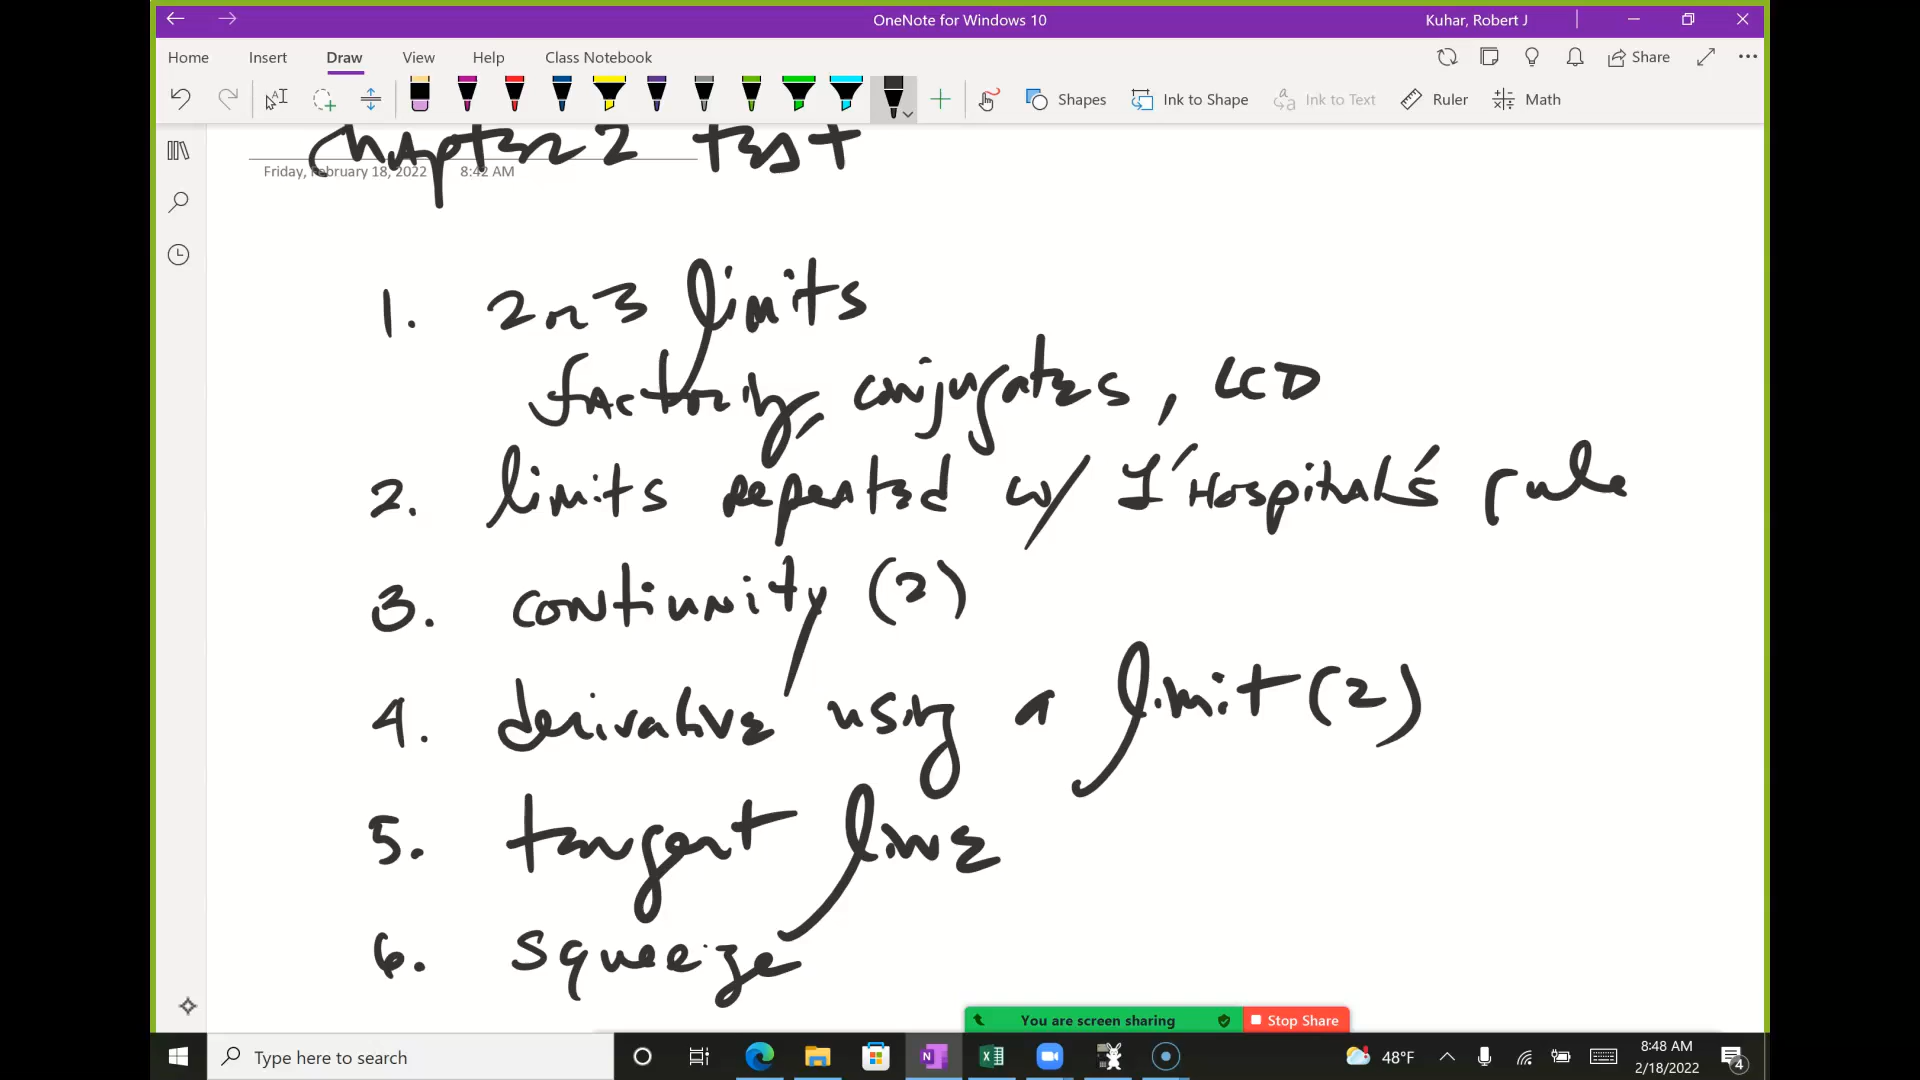 OneNote for Windows 10
Kuhar, Robert J
Home Insert Draw View Help Class Notebook
Share
Shapes Ink to Shape Ink to Text Ruler Math
Chapter 2 test
Friday, February 18, 2022 8:42 AM
1. 2 or 3 limits
factoring, conjugates, LCD
2. limits repeated w/ L'Hospital's rule
3. continuity (2)
4. derivative using a limit (2)
5. tangent line
6. squeeze
You are screen sharing Stop Share
Type here to search
48°F
8:48 AM
2/18/2022
4